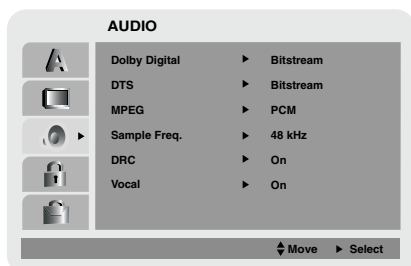 AUDIO
A
Dolby Digital ► Bitstream
DTS ► Bitstream
MPEG ► PCM
Sample Freq. ► 48 kHz
DRC ► On
Vocal ► On
▲▼ Move ► Select